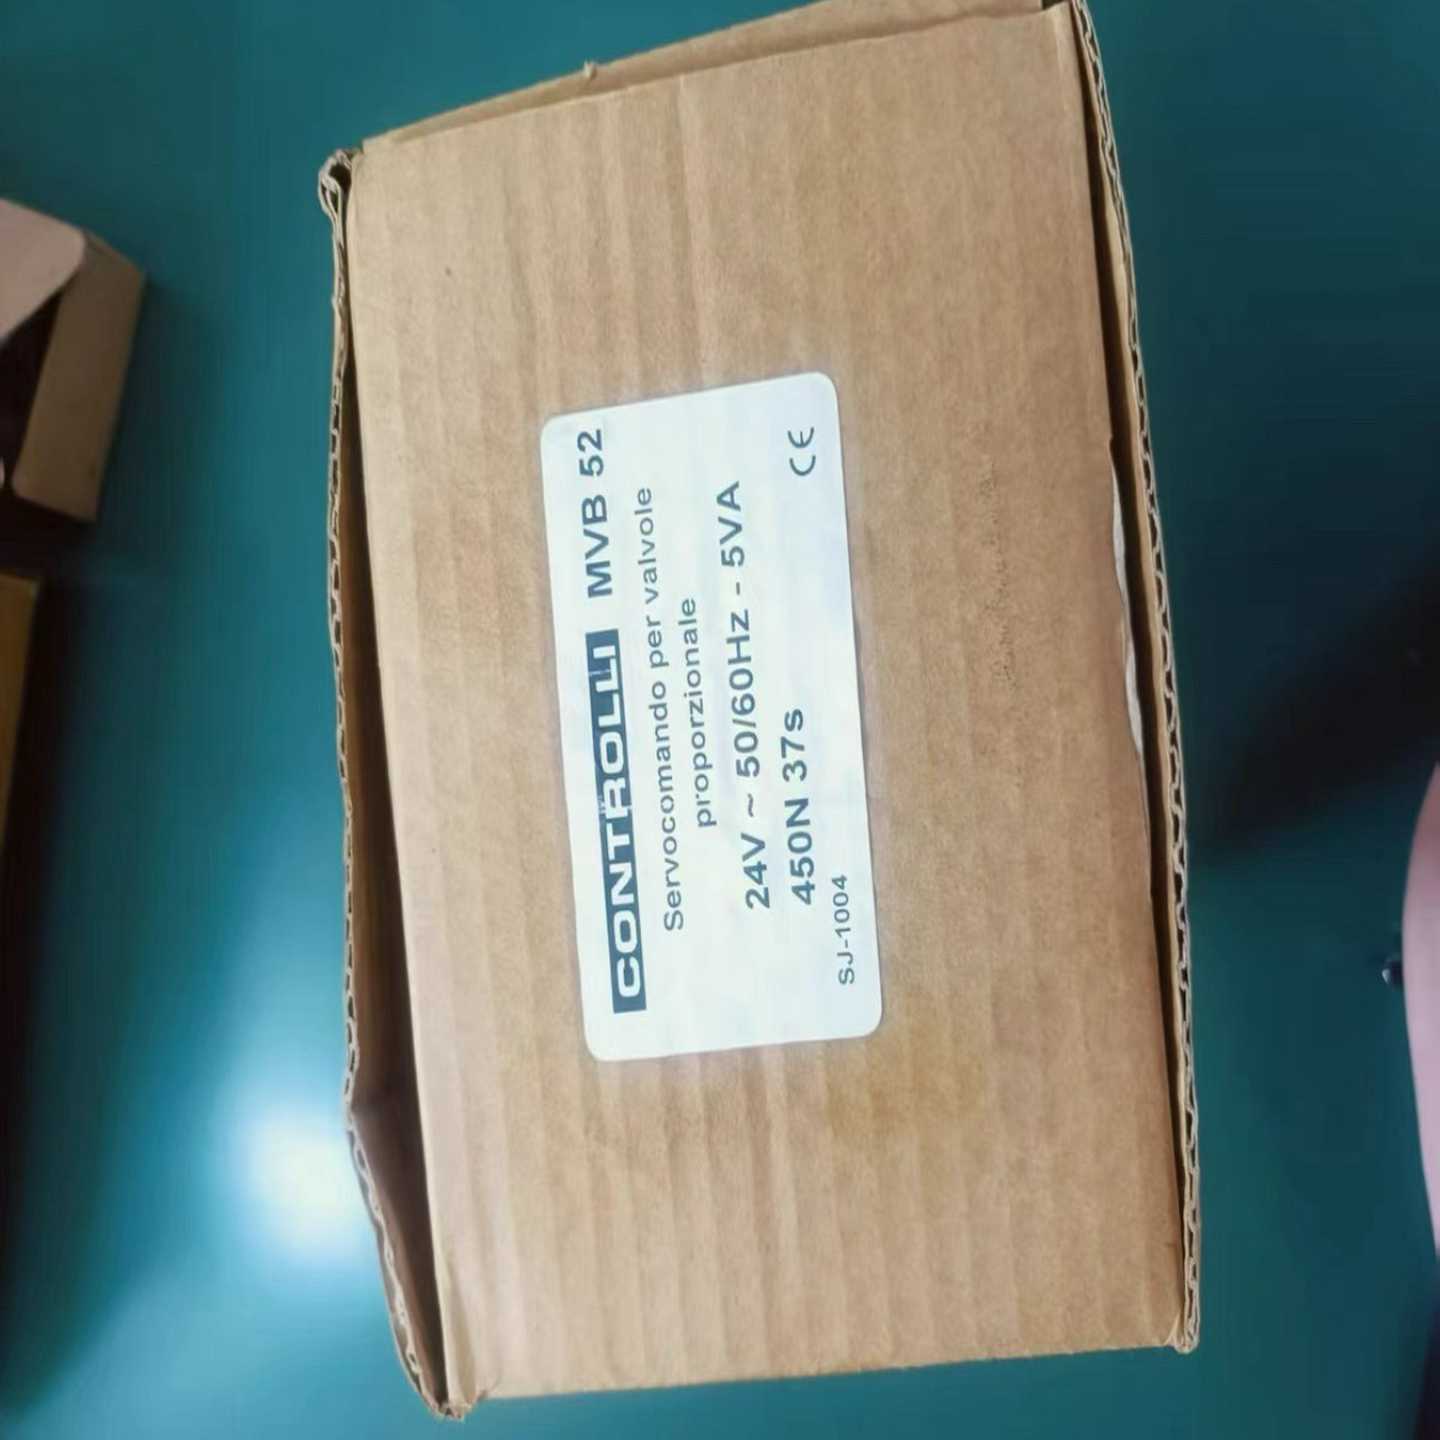 CONTROLLI MVB 52
Servocomando per valvole
proporzionale
24V ~ 50/60Hz - 5VA
450N 37s
SJ-1004 CE